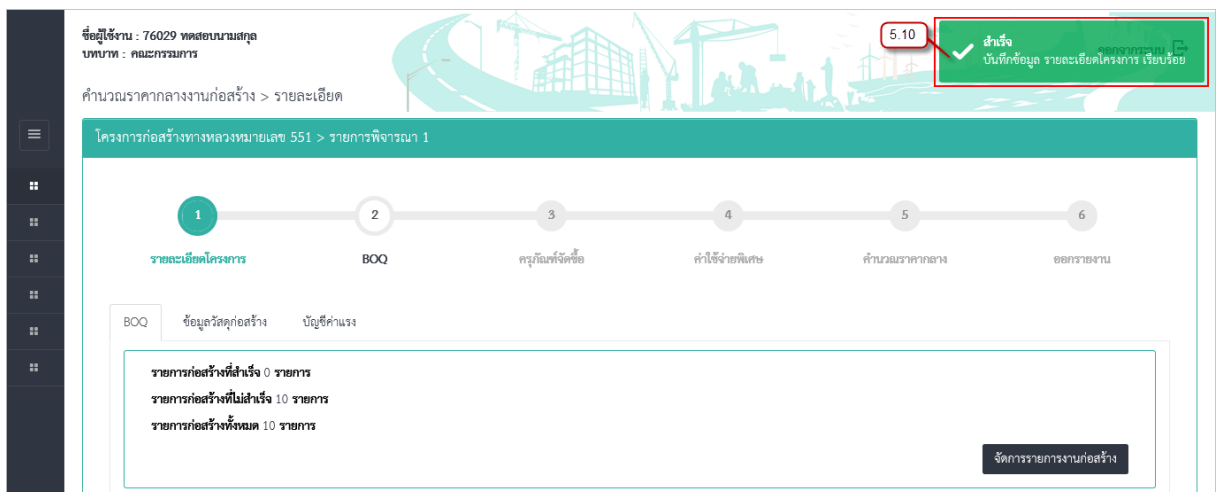 ชื่อผู้ใช้งาน : 76029 ทดสอบนามสกุล
บทบาท : คณะกรรมการ
5.10
สำเร็จ
บันทึกข้อมูล รายละเอียดโครงการ เรียบร้อย
ออกจากระบบ
คำนวณราคากลางงานก่อสร้าง > รายละเอียด
โครงการก่อสร้างทางหลวงหมายเลข 551 > รายการพิจารณา 1
1 2 3 4 5 6
รายละเอียดโครงการ BOQ ครุภัณฑ์จัดซื้อ ค่าใช้จ่ายพิเศษ คำนวณราคากลาง ออกรายงาน
BOQ ข้อมูลวัสดุก่อสร้าง บัญชีค่าแรง
รายการก่อสร้างที่สำเร็จ 0 รายการ
รายการก่อสร้างที่ไม่สำเร็จ 10 รายการ
รายการก่อสร้างทั้งหมด 10 รายการ
จัดการรายการงานก่อสร้าง